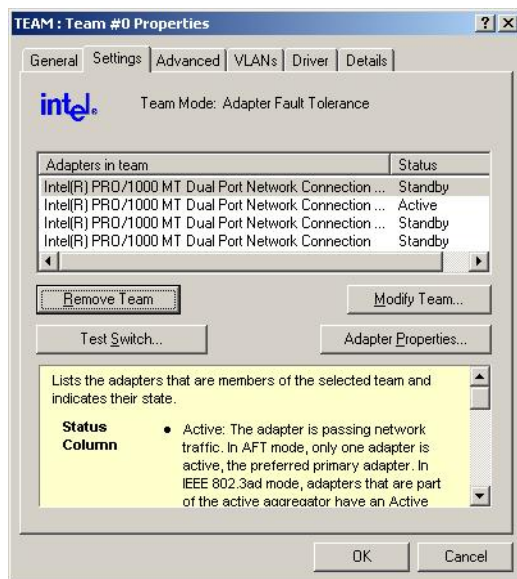 TEAM : Team #0 Properties
General Settings Advanced VLANs Driver Details
intel®
Team Mode: Adapter Fault Tolerance
Adapters in team Status
Intel(R) PRO/1000 MT Dual Port Network Connection ... Standby
Intel(R) PRO/1000 MT Dual Port Network Connection ... Active
Intel(R) PRO/1000 MT Dual Port Network Connection ... Standby
Intel(R) PRO/1000 MT Dual Port Network Connection Standby
Remove Team Modify Team...
Test Switch... Adapter Properties...
Lists the adapters that are members of the selected team and
indicates their state.
Status • Active: The adapter is passing network
Column traffic. In AFT mode, only one adapter is
active, the preferred primary adapter. In
IEEE 802.3ad mode, adapters that are part
of the active aggregator have an Active
OK Cancel